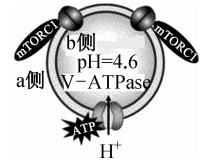 mTORC1
mTORC1
b侧
pH=4.6
a侧
V-ATPase
ATP
H⁺